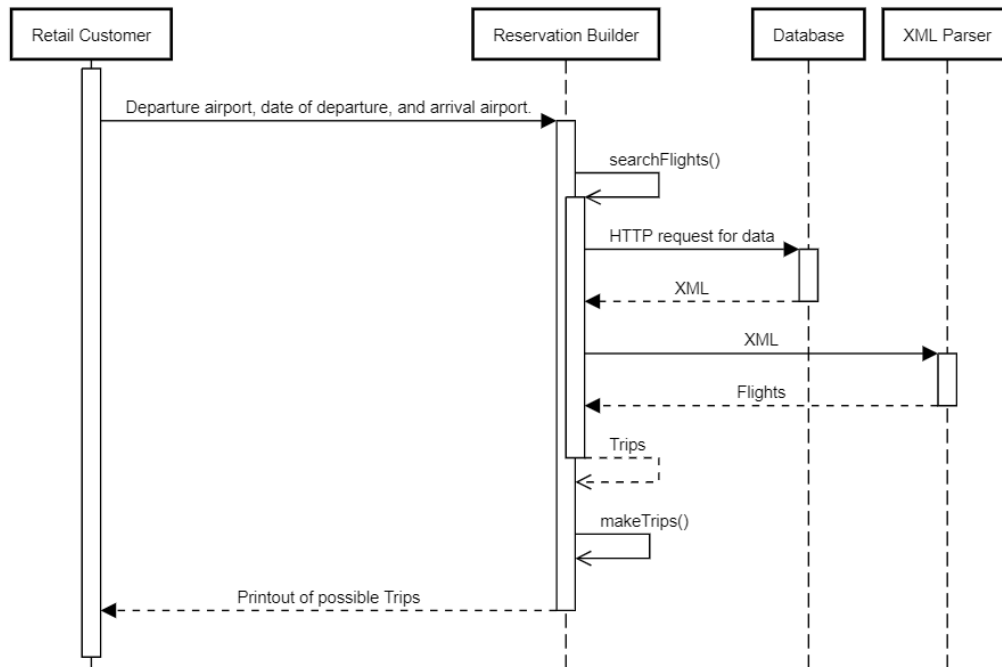 Retail Customer
Reservation Builder
Database
XML Parser
Departure airport, date of departure, and arrival airport.
searchFlights()
HTTP request for data
XML
XML
Flights
Trips
makeTrips()
Printout of possible Trips